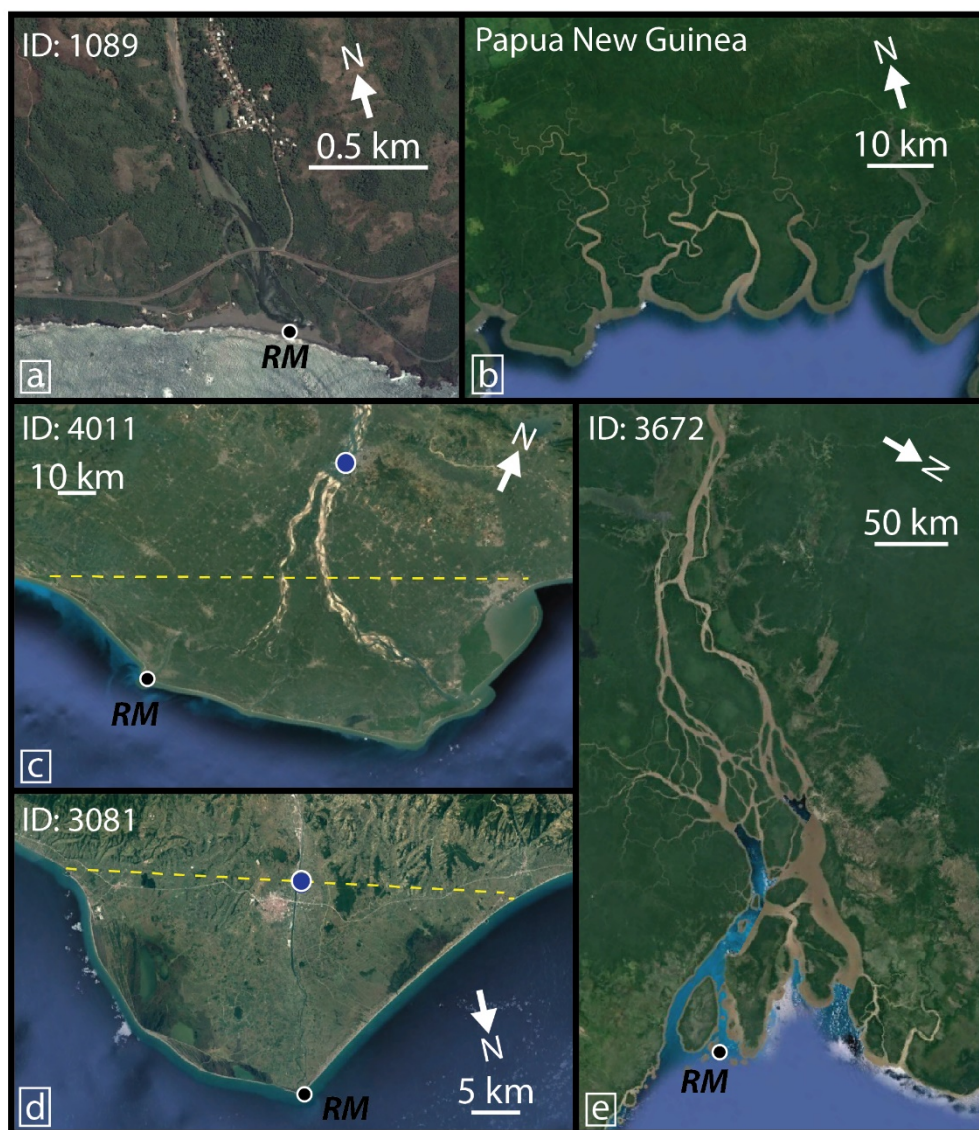 ID: 1089
N
0.5 km
RM
a
Papua New Guinea
N
10 km
b
ID: 4011
10 km
N
RM
c
ID: 3672
N
50 km
RM
e
ID: 3081
N
5 km
RM
d